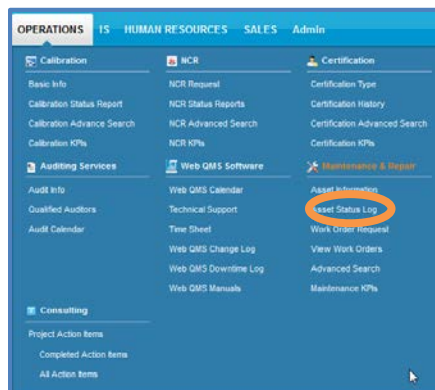 OPERATIONS IS HUMAN RESOURCES SALES Admin
Calibration
Basic Info
Calibration Status Report
Calibration Advance Search
Calibration KPIs
NCR
NCR Request
NCR Status Reports
NCR Advanced Search
NCR KPIs
Certification
Certification Type
Certification History
Certification Advanced Search
Certification KPIs
Auditing Services
Audit Info
Qualified Auditors
Audit Calendar
Web QMS Software
Web QMS Calendar
Technical Support
Time Sheet
Web QMS Change Log
Web QMS Downtime Log
Web QMS Manuals
Maintenance & Repair
Asset Information
Asset Status Log
Work Order Request
View Work Orders
Advanced Search
Maintenance KPIs
Consulting
Project Action Items
Completed Action Items
All Action Items